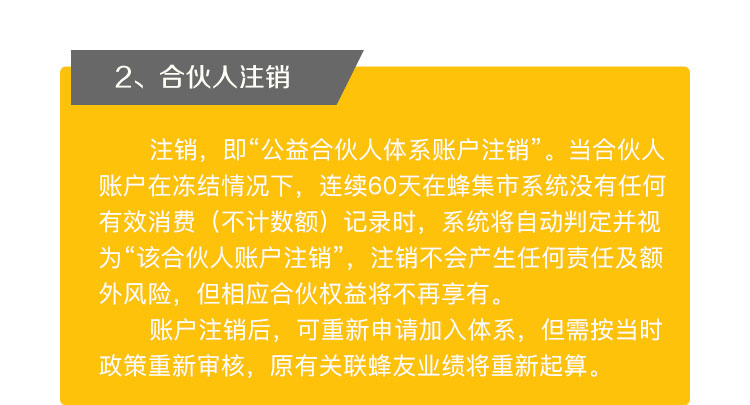 2、合伙人注销
注销，即“公益合伙人体系账户注销”。当合伙人
账户在冻结情况下，连续60天在蜂集市系统没有任何
有效消费（不计数额）记录时，系统将自动判定并视
为“该合伙人账户注销”，注销不会产生任何责任及额
外风险，但相应合伙权益将不再享有。
账户注销后，可重新申请加入体系，但需按当时
政策重新审核，原有关联蜂友业绩将重新起算。